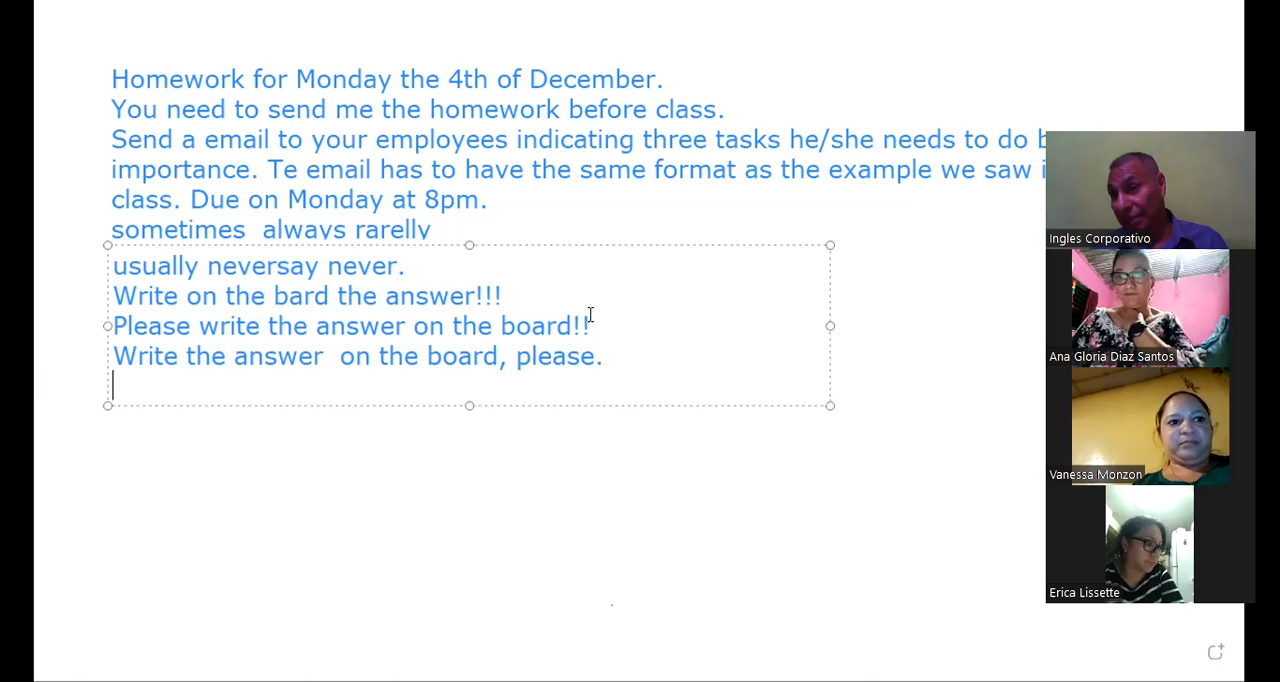 Homework for Monday the 4th of December.
You need to send me the homework before class.
Send a email to your employees indicating three tasks he/she needs to do
importance. Te email has to have the same format as the example we saw
class. Due on Monday at 8pm.
sometimes  always rarelly
usually neversay never.
Write on the bard the answer!!!
Please write the answer on the board!!
Write the answer  on the board, please.
Ingles Corporativo
Ana Gloria Diaz Santos
Vanessa Monzon
Erica Lissette